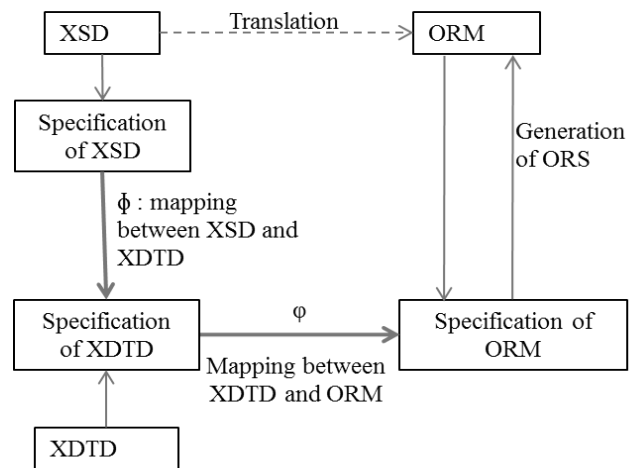 XSD
Translation
ORM
Specification
of XSD
Generation
of ORS
ϕ : mapping
between XSD and
XDTD
Specification
of XDTD
φ
Mapping between
XDTD and ORM
Specification of
ORM
XDTD